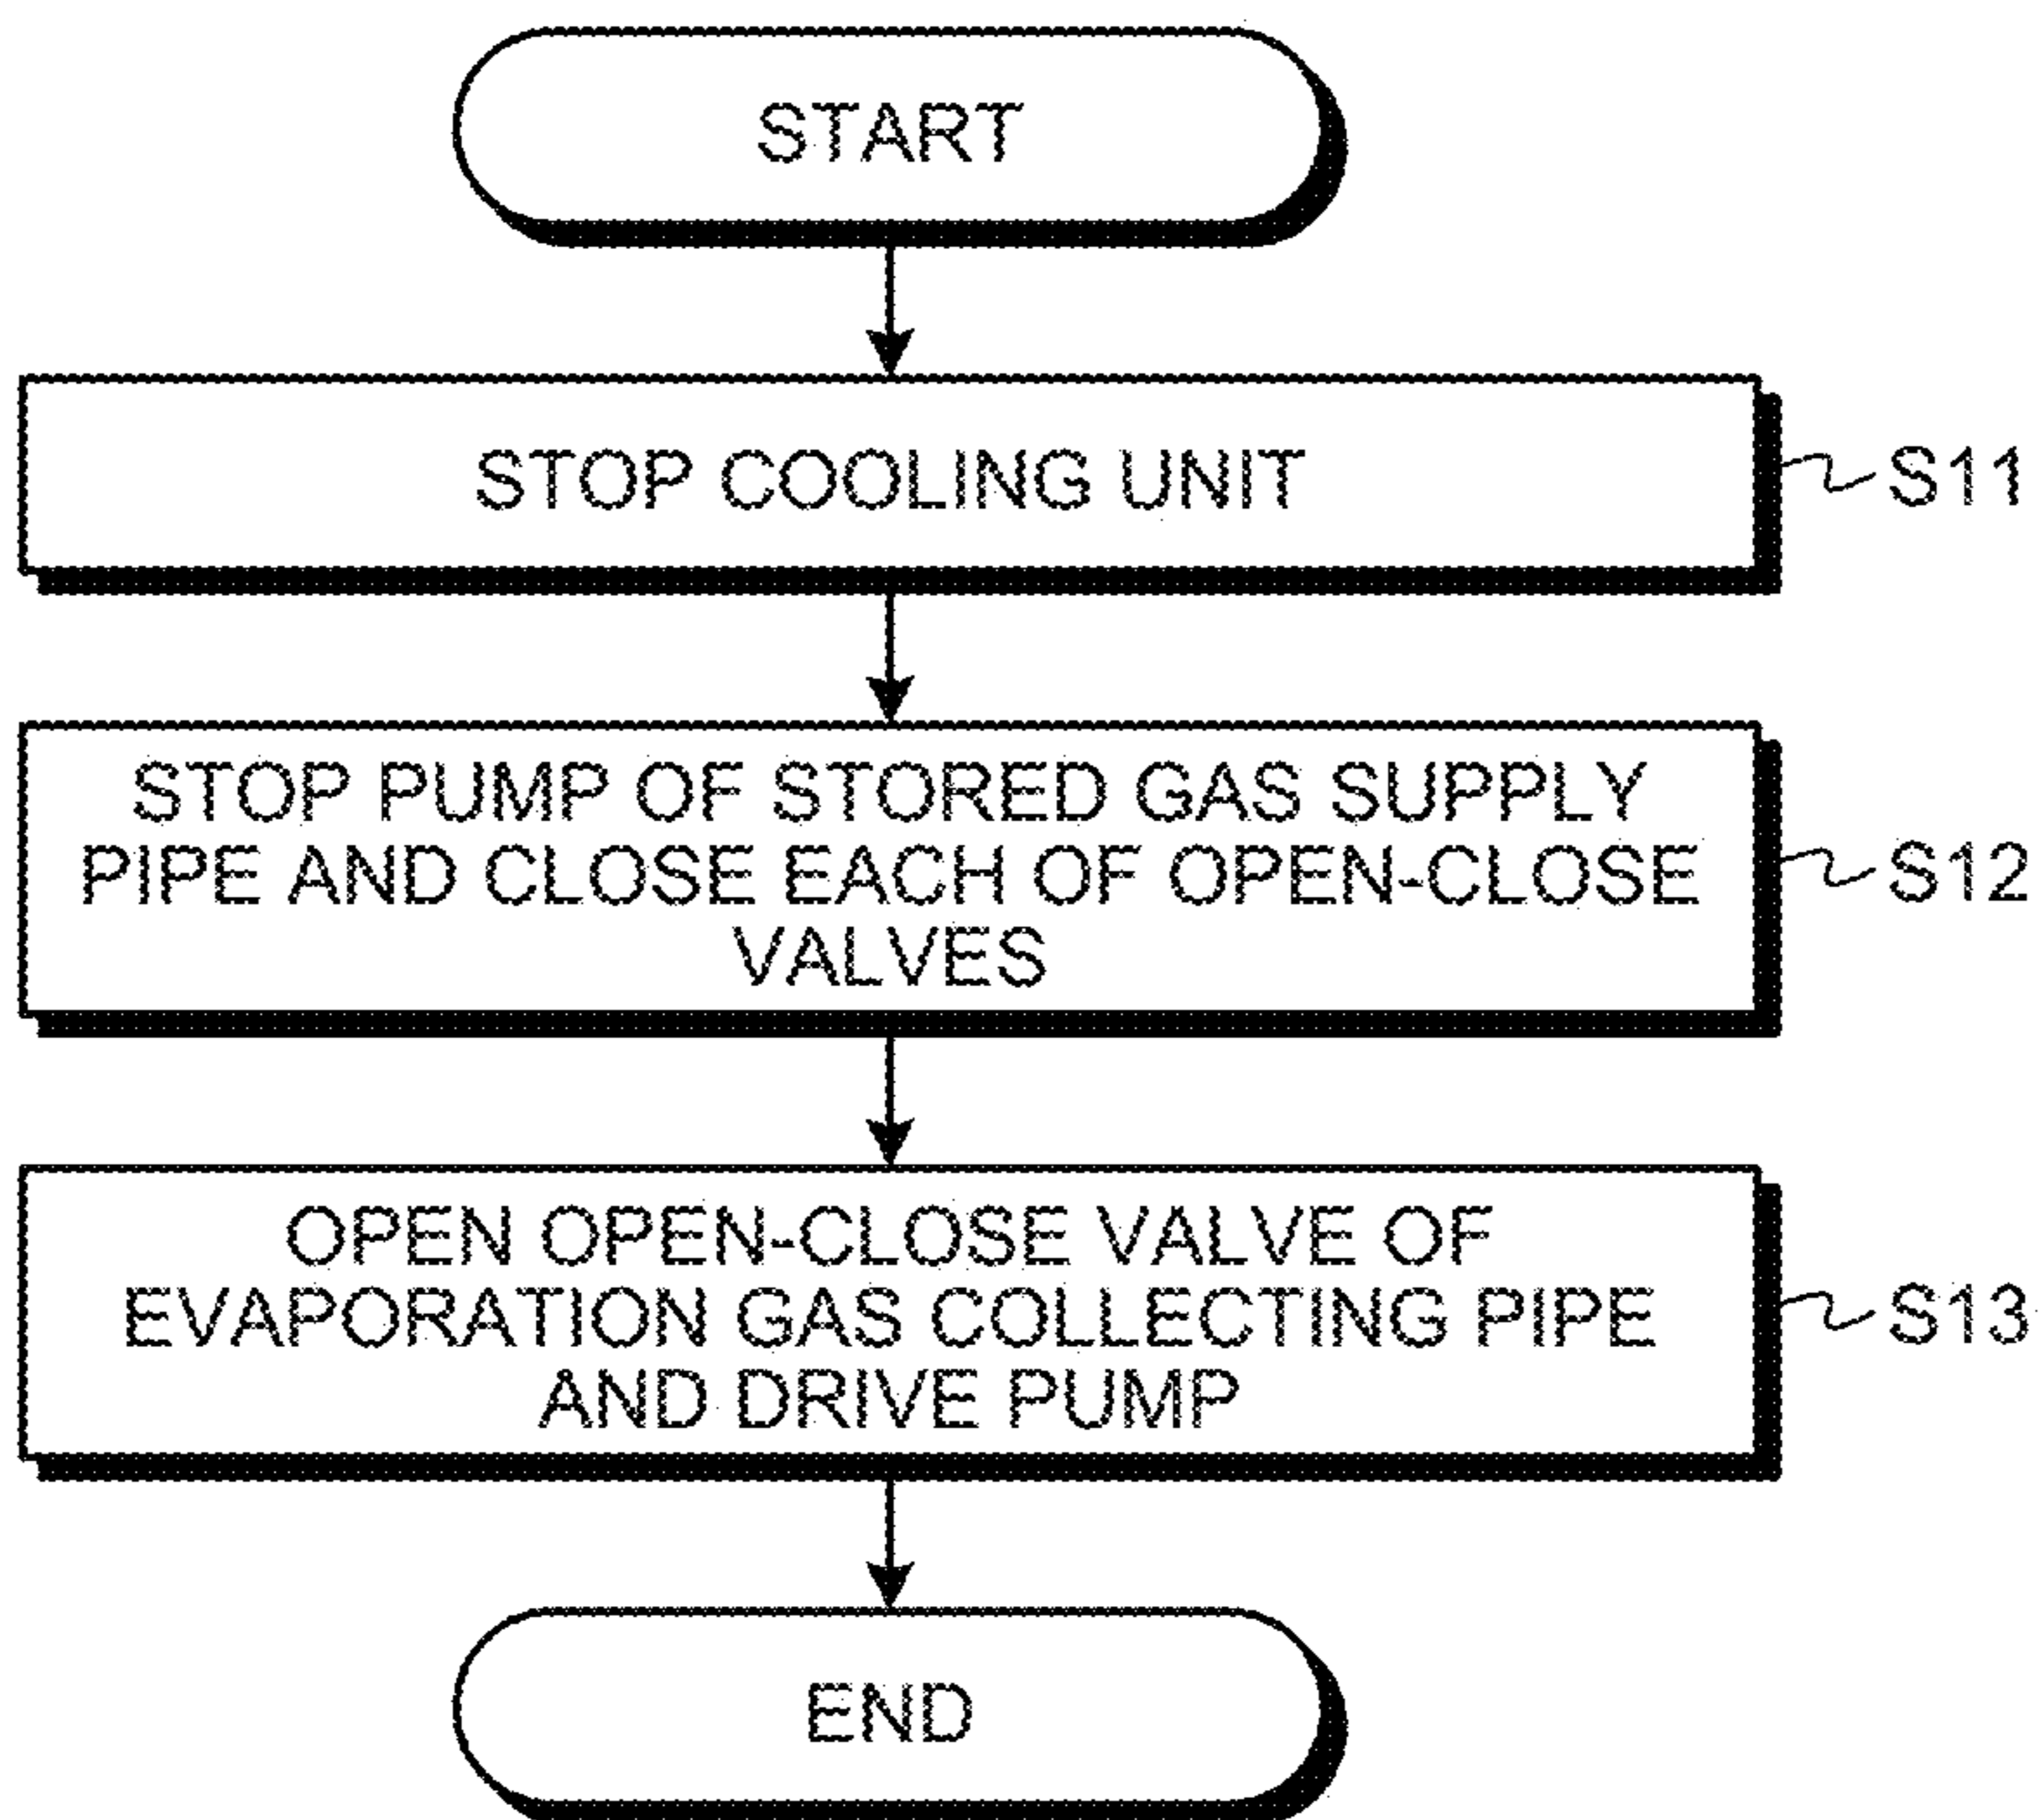 START
STOP COOLING UNIT
S11
STOP PUMP OF STORED GAS SUPPLY
PIPE AND CLOSE EACH OF OPEN-CLOSE
VALVES
S12
OPEN OPEN-CLOSE VALVE OF
EVAPORATION GAS COLLECTING PIPE
AND DRIVE PUMP
S13
END